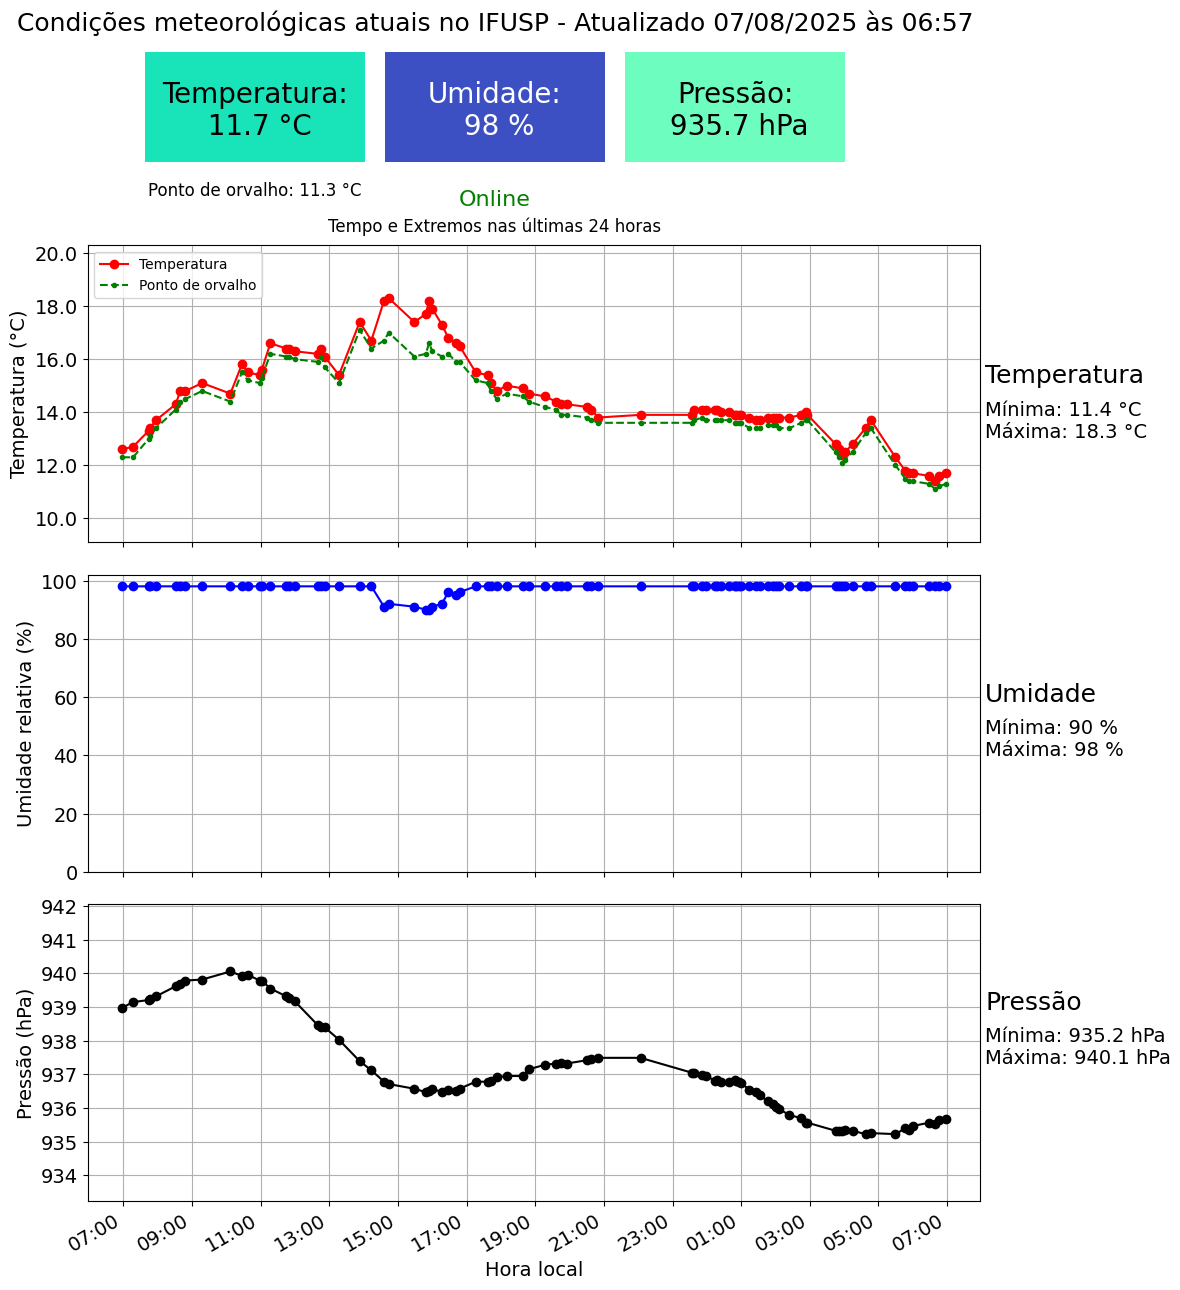 Condições meteorológicas atuais no IFUSP - Atualizado 07/08/2025 às 06:57
Temperatura:
11.7 °C
Umidade:
98 %
Pressão:
935.7 hPa
Ponto de orvalho: 11.3 °C
Online
Tempo e Extremos nas últimas 24 horas
Temperatura
Ponto de orvalho
Temperatura (°C)
20.0
18.0
16.0
14.0
12.0
10.0
Temperatura
Mínima: 11.4 °C
Máxima: 18.3 °C
Umidade relativa (%)
100
80
60
40
20
0
Umidade
Mínima: 90 %
Máxima: 98 %
Pressão (hPa)
942
941
940
939
938
937
936
935
934
Pressão
Mínima: 935.2 hPa
Máxima: 940.1 hPa
07:00
09:00
11:00
13:00
15:00
17:00
19:00
21:00
23:00
01:00
03:00
05:00
07:00
Hora local